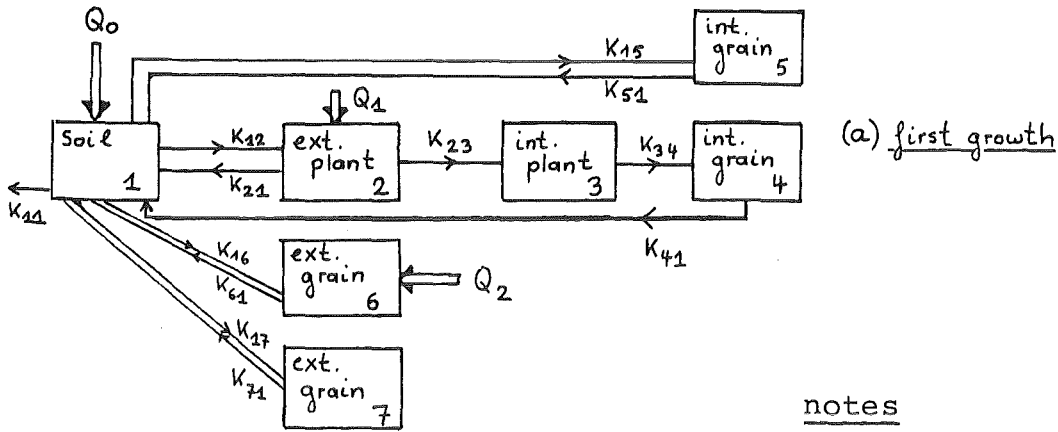 Q0
K15
K51
int.
grain
5
soil
1
Q1
K12
K21
ext.
plant
2
K23
int.
plant
3
K34
int.
grain
4
(a) first growth
K11
K41
K16
K61
ext.
grain
6
Q2
K17
K71
ext.
grain
7
notes